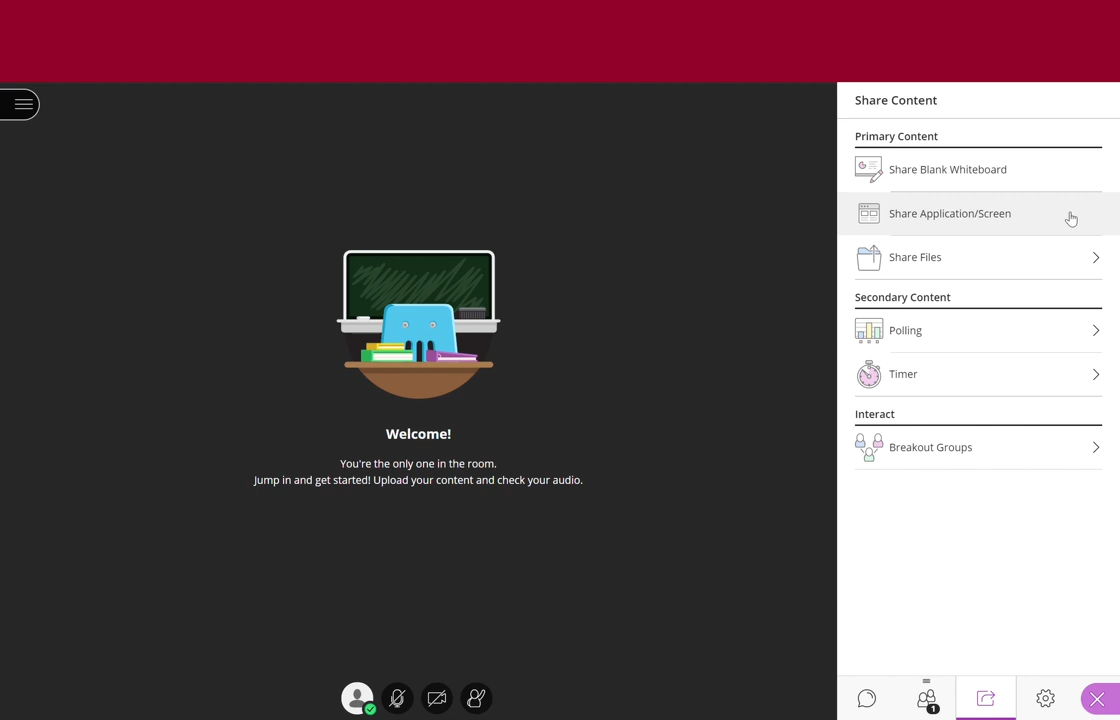 Share Content
Primary Content
Share Blank Whiteboard
Share Application/Screen
Share Files
Secondary Content
Polling
Timer
Interact
Breakout Groups
Welcome!
You're the only one in the room.
Jump in and get started! Upload your content and check your audio.
1